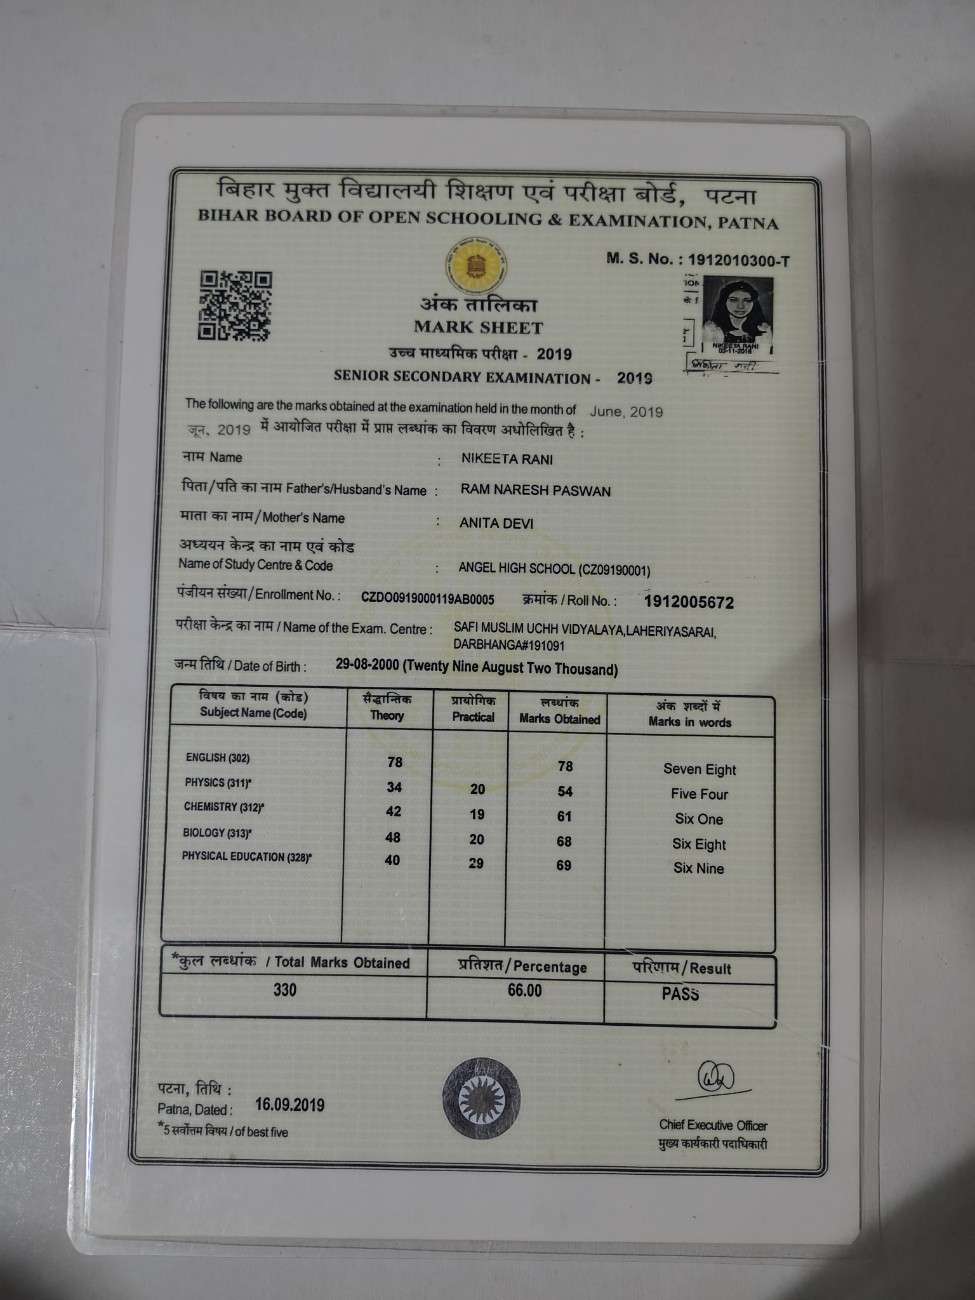 बिहार मुक्त विद्यालयी शिक्षण एवं परीक्षा बोर्ड, पटना
BIHAR BOARD OF OPEN SCHOOLING & EXAMINATION, PATNA
M. S. No. : 1912010300-T
अंक तालिका
MARK SHEET
उच्च माध्यमिक परीक्षा - 2019
SENIOR SECONDARY EXAMINATION - 2019
NIKEETA RANI
03-11-2018
The following are the marks obtained at the examination held in the month of June, 2019
जून, 2019 में आयोजित परीक्षा में प्राप्त लब्धांक का विवरण अधोलिखित है :
नाम Name : NIKEETA RANI
पिता/पति का नाम Father's/Husband's Name : RAM NARESH PASWAN
माता का नाम/Mother's Name : ANITA DEVI
अध्ययन केन्द्र का नाम एवं कोड
Name of Study Centre & Code : ANGEL HIGH SCHOOL (CZ09190001)
पंजीयन संख्या/Enrollment No. : CZDO0919000119AB0005 क्रमांक / Roll No. : 1912005672
परीक्षा केन्द्र का नाम / Name of the Exam. Centre : SAFI MUSLIM UCHH VIDYALAYA,LAHERIYASARAI,
DARBHANGA#191091
जन्म तिथि / Date of Birth : 29-08-2000 (Twenty Nine August Two Thousand)
विषय का नाम (कोड) सैद्धान्तिक प्रायोगिक लब्धांक अंक शब्दों में
Subject Name (Code) Theory Practical Marks Obtained Marks in words
ENGLISH (302) 78 78 Seven Eight
PHYSICS (311)* 34 20 54 Five Four
CHEMISTRY (312)* 42 19 61 Six One
BIOLOGY (313)* 48 20 68 Six Eight
PHYSICAL EDUCATION (328)* 40 29 69 Six Nine
*कुल लब्धांक / Total Marks Obtained प्रतिशत/Percentage परिणाम/Result
330 66.00 PASS
पटना, तिथि :
Patna, Dated : 16.09.2019
*5 सर्वोत्तम विषय / of best five
Chief Executive Officer
मुख्य कार्यकारी पदाधिकारी